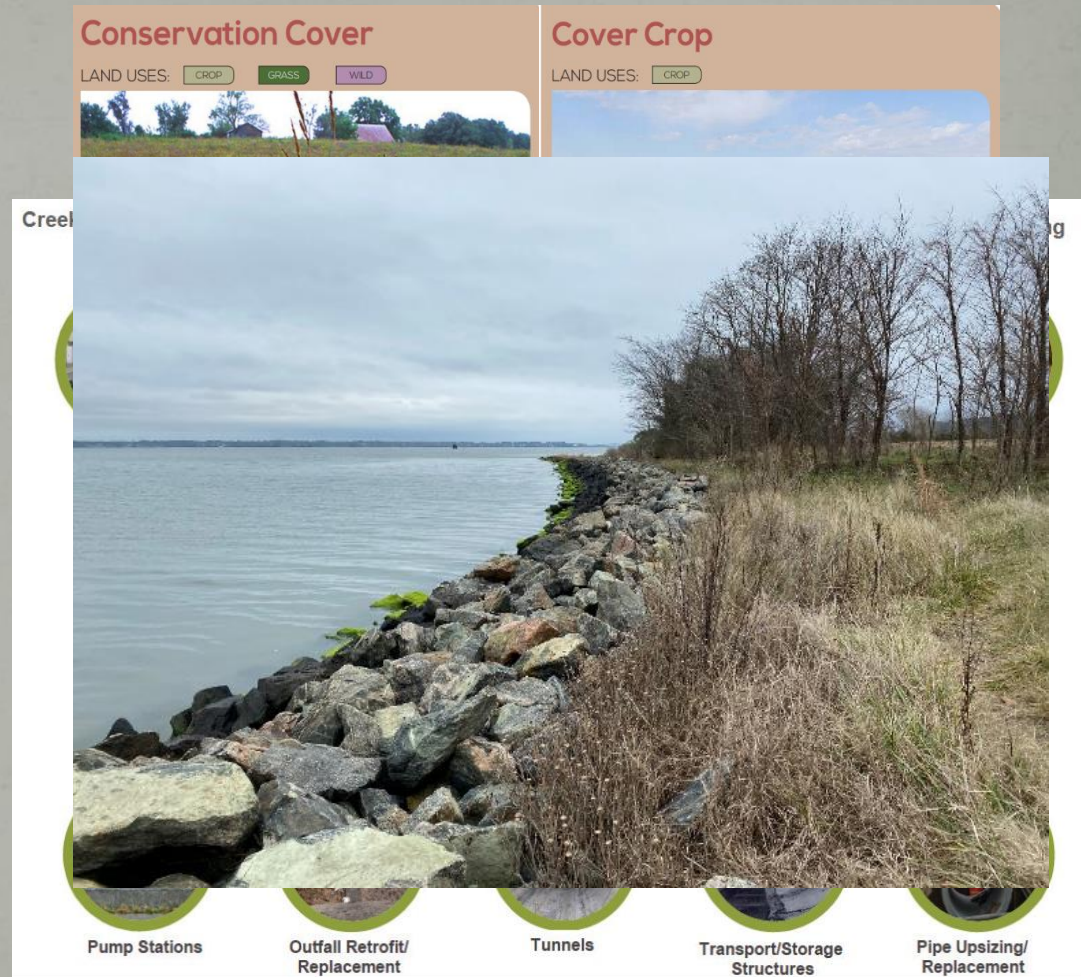 Conservation Cover
LAND USES: CROP GRASS WILD
Cover Crop
LAND USES: CROP
Pump Stations
Outfall Retrofit/
Replacement
Tunnels
Transport/Storage
Structures
Pipe Upsizing/
Replacement